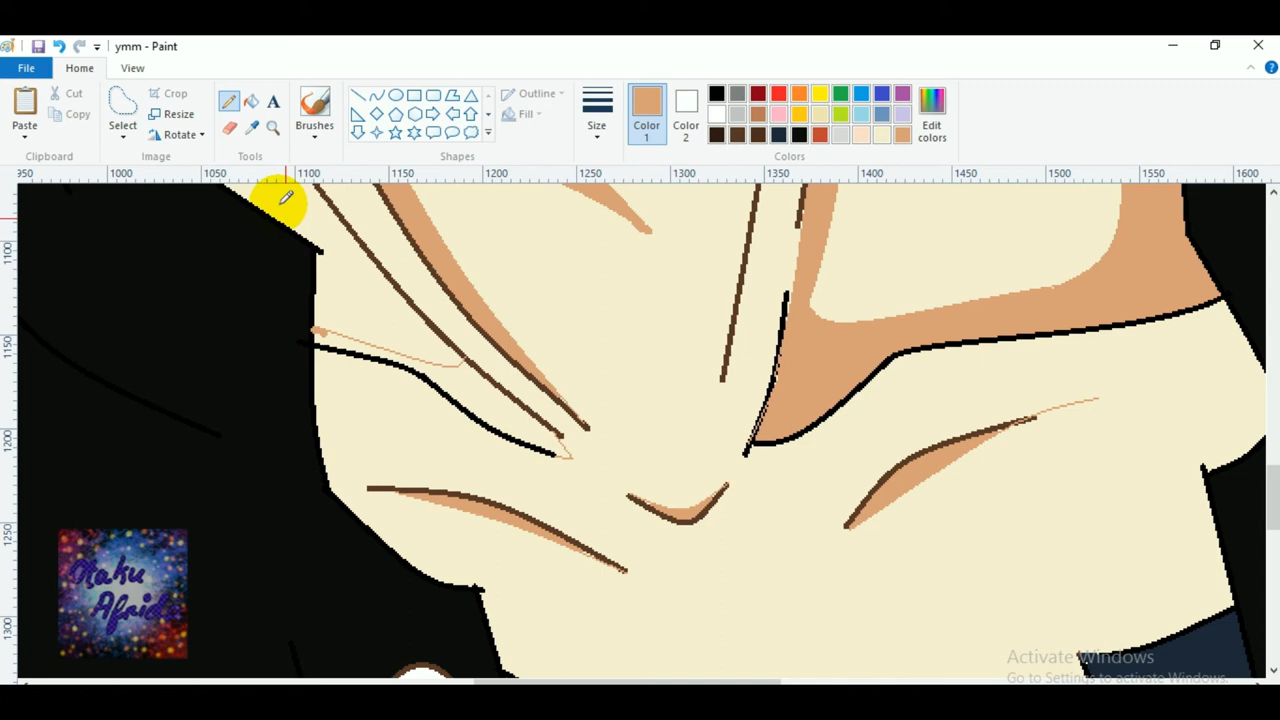 ymm - Paint
File
Home
View
Paste
Cut
Copy
Clipboard
Select
Crop
Resize
Rotate
Image
A
Tools
Brushes
Shapes
Outline
Fill
Size
Color 1
Color 2
Edit colors
Colors
950 1000 1050 1100 1150 1200 1250 1300 1350 1400 1450 1500 1550 1600
1100
1150
1200
1250
1300
Otaku
Activate Windows
Go to Settings to activate Windows.